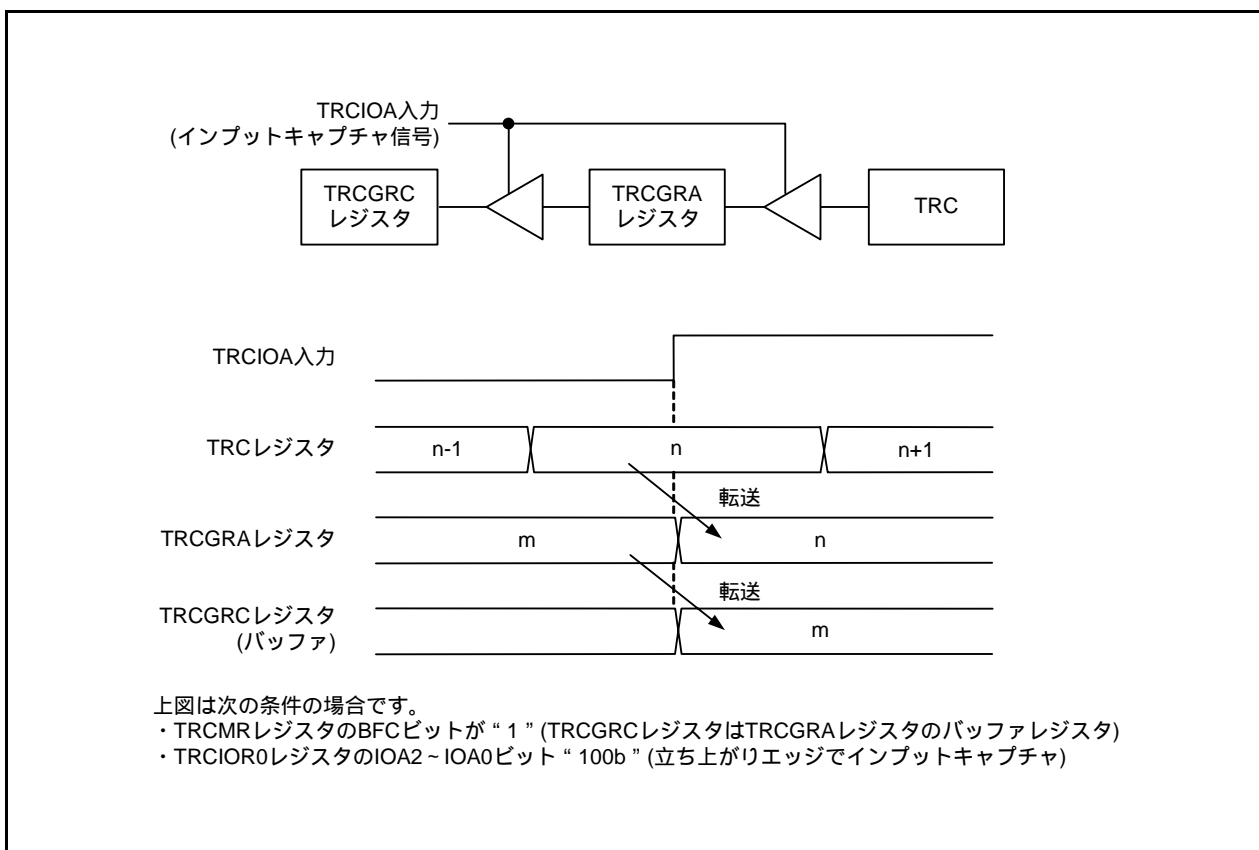 TRCIOA入力
(インプットキャプチャ信号)
TRCGRC
レジスタ
TRCGRA
レジスタ
TRC
TRCIOA入力
TRCレジスタ
n-1
n
n+1
転送
TRCGRAレジスタ
m
n
転送
TRCGRCレジスタ
(バッファ)
m
上図は次の条件の場合です。
・TRCMRレジスタのBFCビットが“1”(TRCGRCレジスタはTRCGRAレジスタのバッファレジスタ)
・TRCIOR0レジスタのIOA2~IOA0ビット“100b”(立ち上がりエッジでインプットキャプチャ)